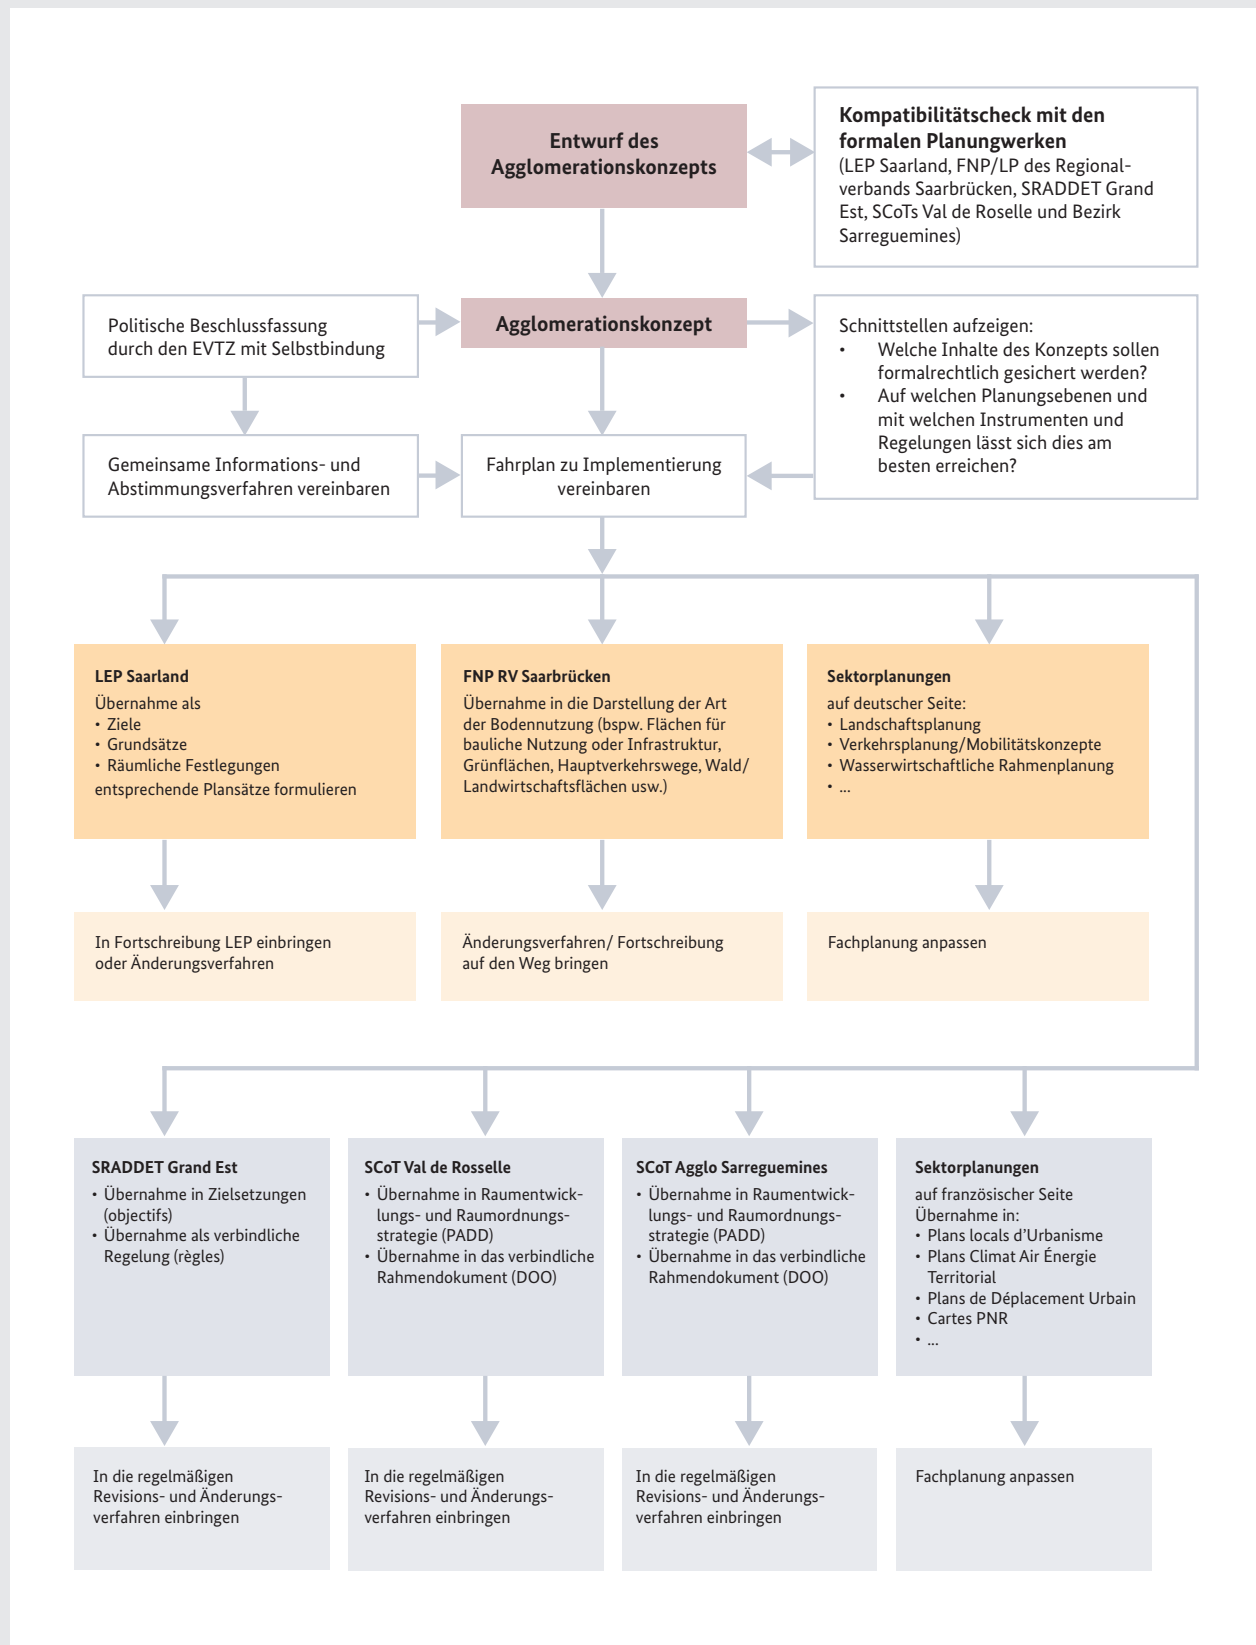 Entwurf des
Agglomerationskonzepts
Kompatibilitätscheck mit den
formalen Planungwerken
(LEP Saarland, FNP/LP des Regional-
verbands Saarbrücken, SRADDET Grand
Est, SCoTs Val de Roselle und Bezirk
Sarreguemines)
Politische Beschlussfassung
durch den EVTZ mit Selbstbindung
Agglomerationskonzept
Schnittstellen aufzeigen:
• Welche Inhalte des Konzepts sollen
formalrechtlich gesichert werden?
• Auf welchen Planungsebenen und
mit welchen Instrumenten und
Regelungen lässt sich dies am
besten erreichen?
Gemeinsame Informations- und
Abstimmungsverfahren vereinbaren
Fahrplan zu Implementierung
vereinbaren
LEP Saarland
Übernahme als
• Ziele
• Grundsätze
• Räumliche Festlegungen
entsprechende Plansätze formulieren
FNP RV Saarbrücken
Übernahme in die Darstellung der Art
der Bodennutzung (bspw. Flächen für
bauliche Nutzung oder Infrastruktur,
Grünflächen, Hauptverkehrswege, Wald/
Landwirtschaftsflächen usw.)
Sektorplanungen
auf deutscher Seite:
• Landschaftsplanung
• Verkehrsplanung/Mobilitätskonzepte
• Wasserwirtschaftliche Rahmenplanung
• ...
In Fortschreibung LEP einbringen
oder Änderungsverfahren
Änderungsverfahren/ Fortschreibung
auf den Weg bringen
Fachplanung anpassen
SRADDET Grand Est
• Übernahme in Zielsetzungen
(objectifs)
• Übernahme als verbindliche
Regelung (règles)
SCoT Val de Rosselle
• Übernahme in Raumentwick-
lungs- und Raumordnungs-
strategie (PADD)
• Übernahme in das verbindliche
Rahmendokument (DOO)
SCoT Agglo Sarreguemines
• Übernahme in Raumentwick-
lungs- und Raumordnungs-
strategie (PADD)
• Übernahme in das verbindliche
Rahmendokument (DOO)
Sektorplanungen
auf französischer Seite
Übernahme in:
• Plans locals d’Urbanisme
• Plans Climat Air Énergie
Territorial
• Plans de Déplacement Urbain
• Cartes PNR
• ...
In die regelmäßigen
Revisions- und Änderungs-
verfahren einbringen
In die regelmäßigen
Revisions- und Änderungs-
verfahren einbringen
In die regelmäßigen
Revisions- und Änderungs-
verfahren einbringen
Fachplanung anpassen